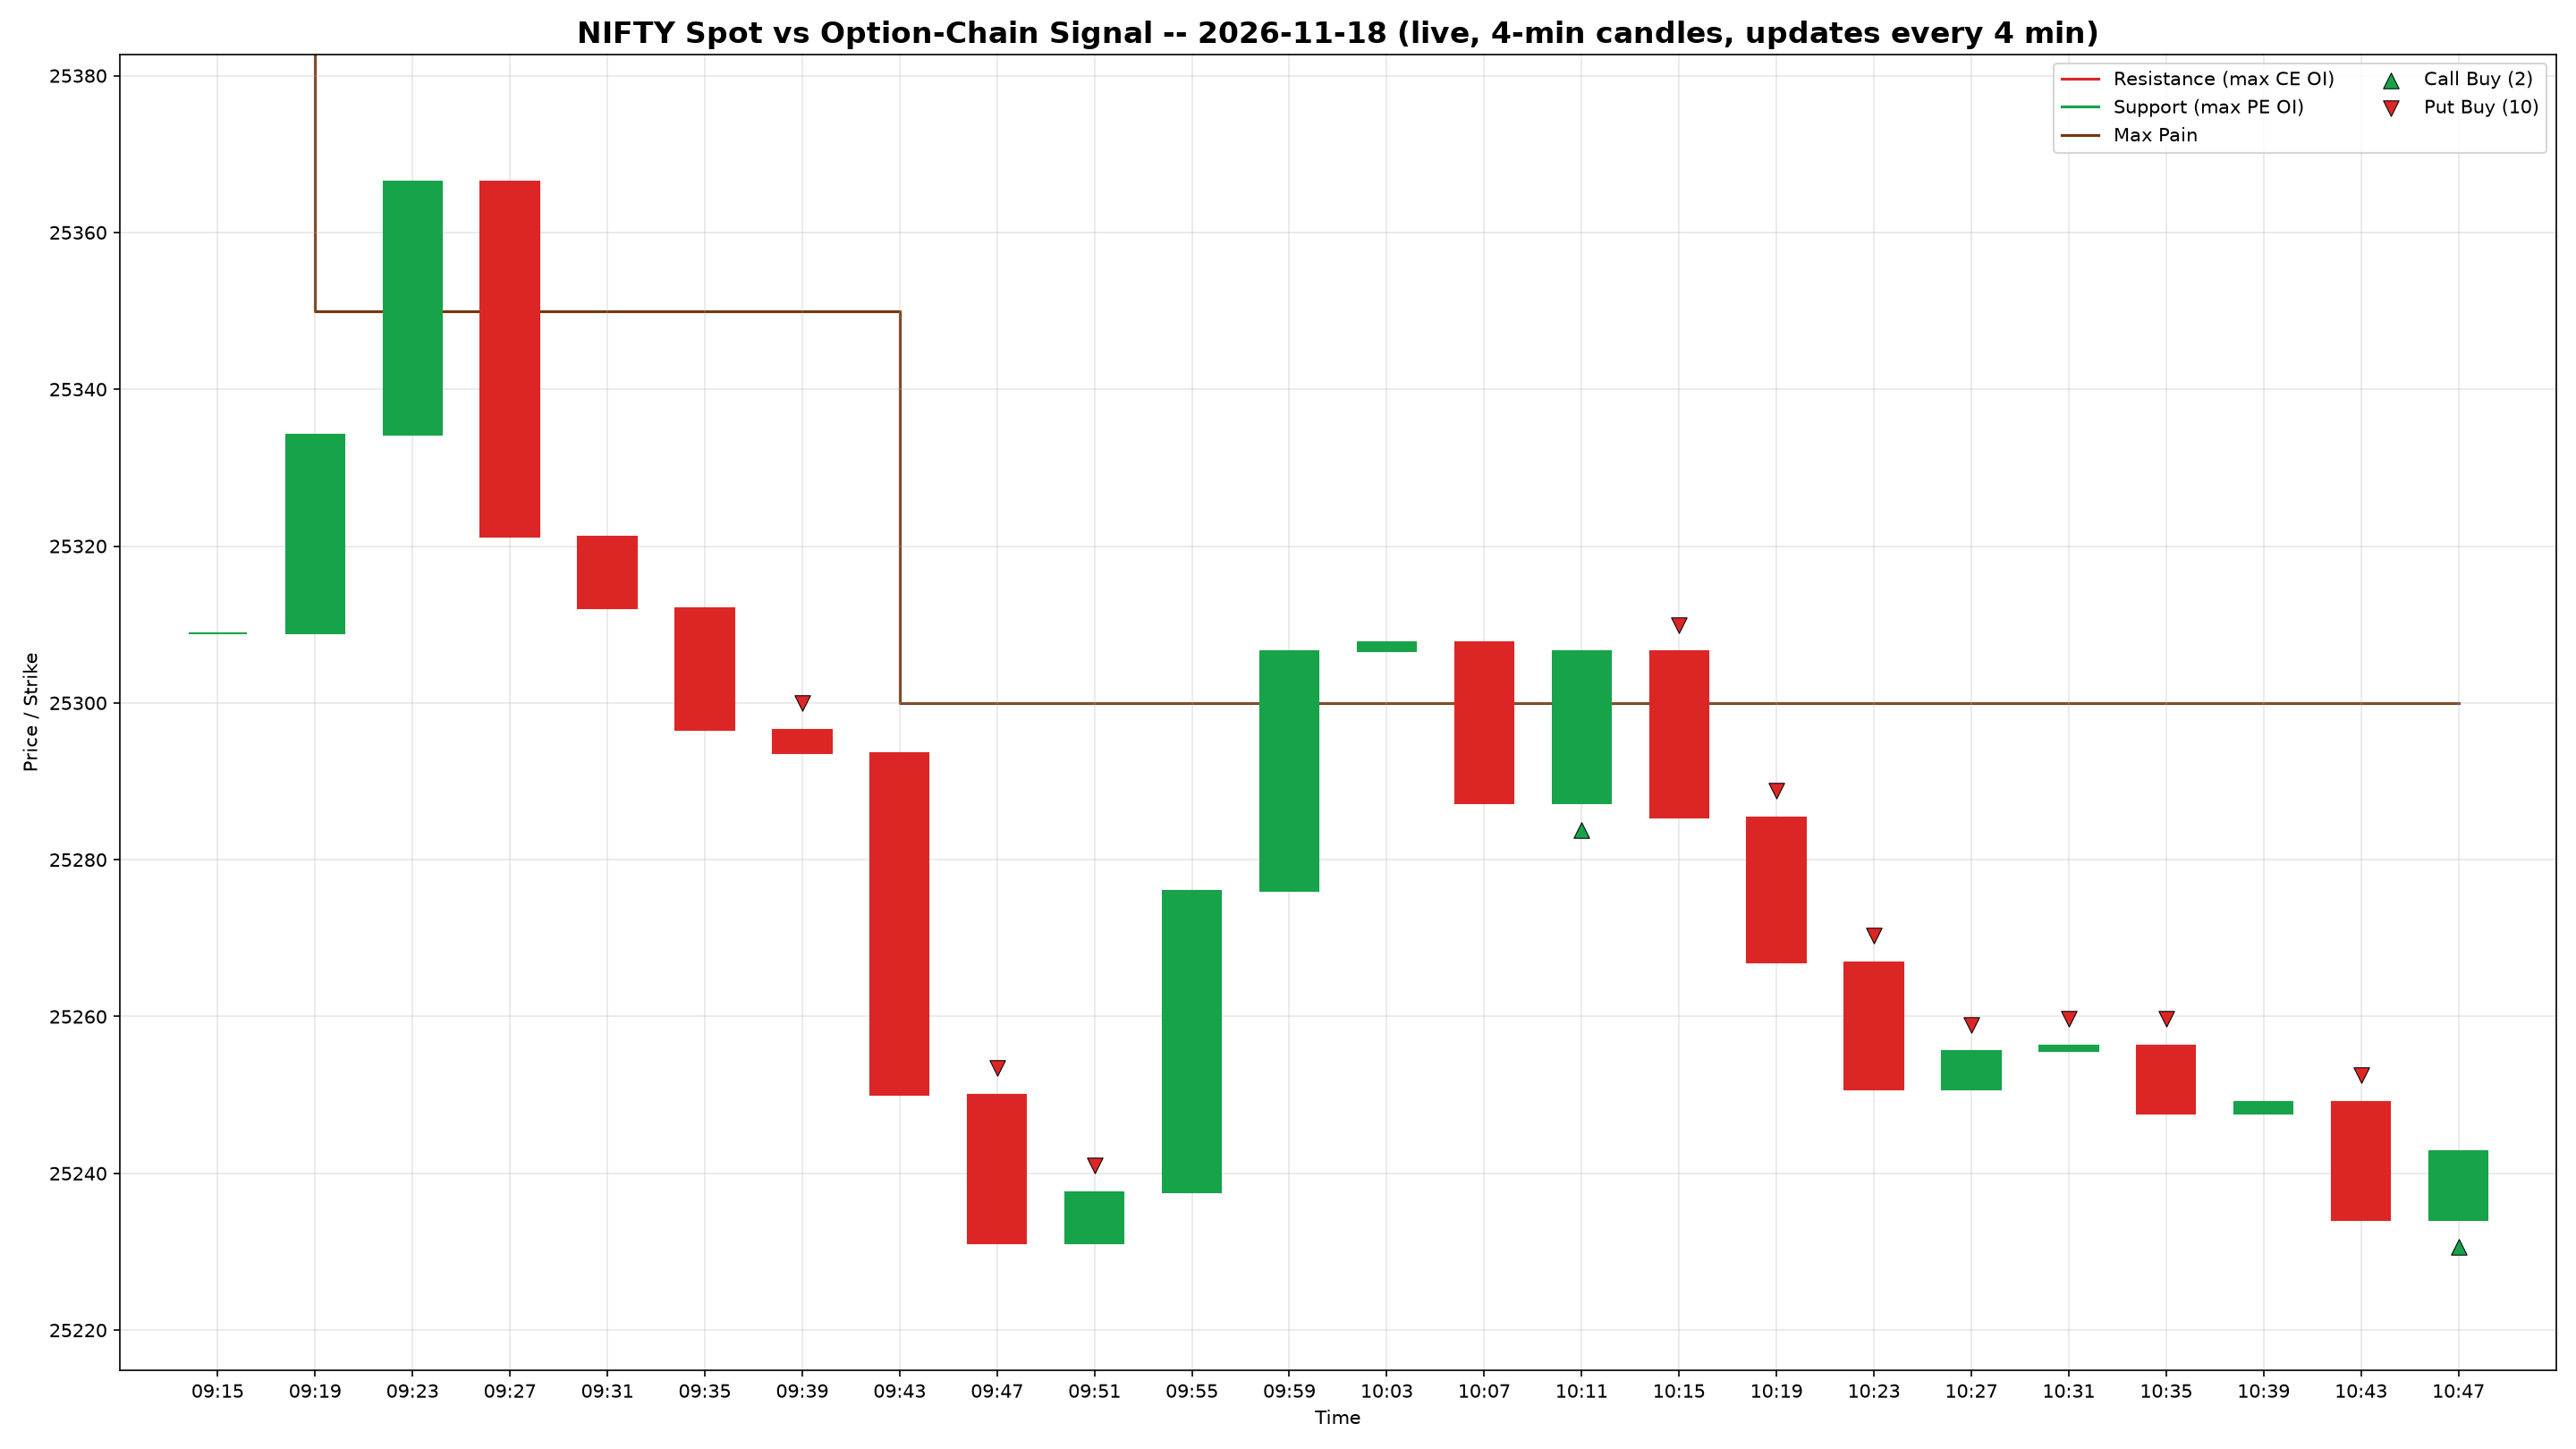 NIFTY Spot vs Option-Chain Signal -- 2026-11-18 (live, 4-min candles, updates every 4 min)
Resistance (max CE OI)
Support (max PE OI)
Max Pain
Call Buy (2)
Put Buy (10)
Price / Strike
25380
25360
25340
25320
25300
25280
25260
25240
25220
09:15 09:19 09:23 09:27 09:31 09:35 09:39 09:43 09:47 09:51 09:55 09:59 10:03 10:07 10:11 10:15 10:19 10:23 10:27 10:31 10:35 10:39 10:43 10:47
Time